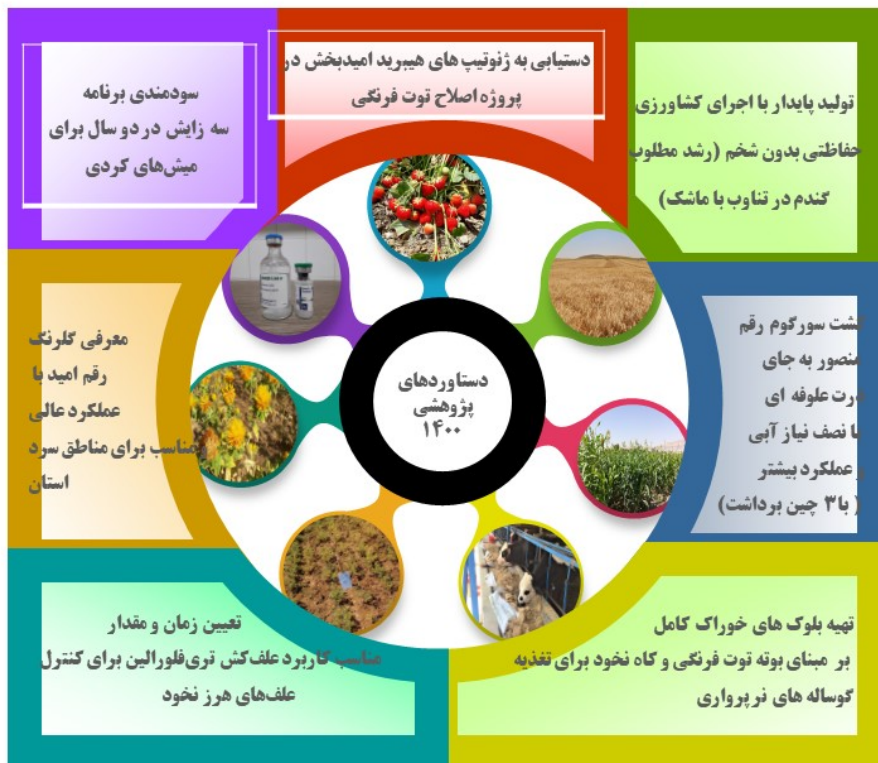 دستیابی به ژنوتیپ های هیبرید امیدبخش در
پروژه اصلاح توت فرنگی
تولید پایدار با اجرای کشاورزی
حفاظتی بدون شخم (رشد مطلوب
گندم در تناوب با ماشک)
سورگوم رقم
منصور به جای
علوفه ای
با نصف نیاز آبی
و عملکرد بیشتر
( با۳ چین برداشت)
تهیه بلوک های خوراک کامل
بر مبنای بوته توت فرنگی و کاه نخود برای تغذیه
گوساله های نر پرواری
تعیین زمان و مقدار
مناسب کاربرد علف‌کش تری‌فلورالین برای کنترل
علف‌های هرز نخود
معرفی گلرنگ
رقم امید با
عملکرد عالی
مناسب برای مناطق سرد
استان
سودمندی برنامه
سه زایش در دو سال برای
میش‌های کردی
دستاوردهای
پژوهشی
۱۴۰۰